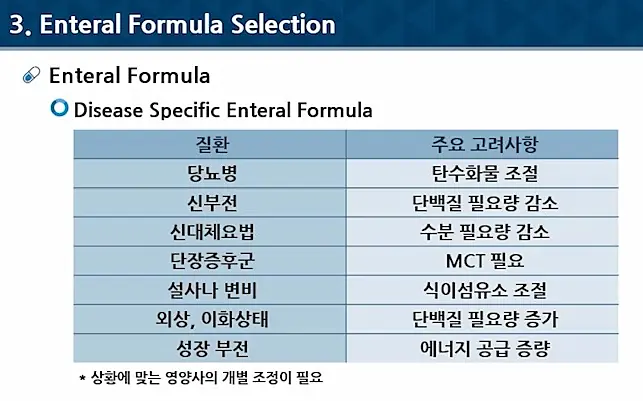 3. Enteral Formula Selection
Enteral Formula
Disease Specific Enteral Formula
질환 주요 고려사항
당뇨병 탄수화물 조절
신부전 단백질 필요량 감소
신대체요법 수분 필요량 감소
단장증후군 MCT 필요
설사나 변비 식이섬유소 조절
외상, 이화상태 단백질 필요량 증가
성장 부전 에너지 공급 증량
* 상황에 맞는 영양사의 개별 조정이 필요